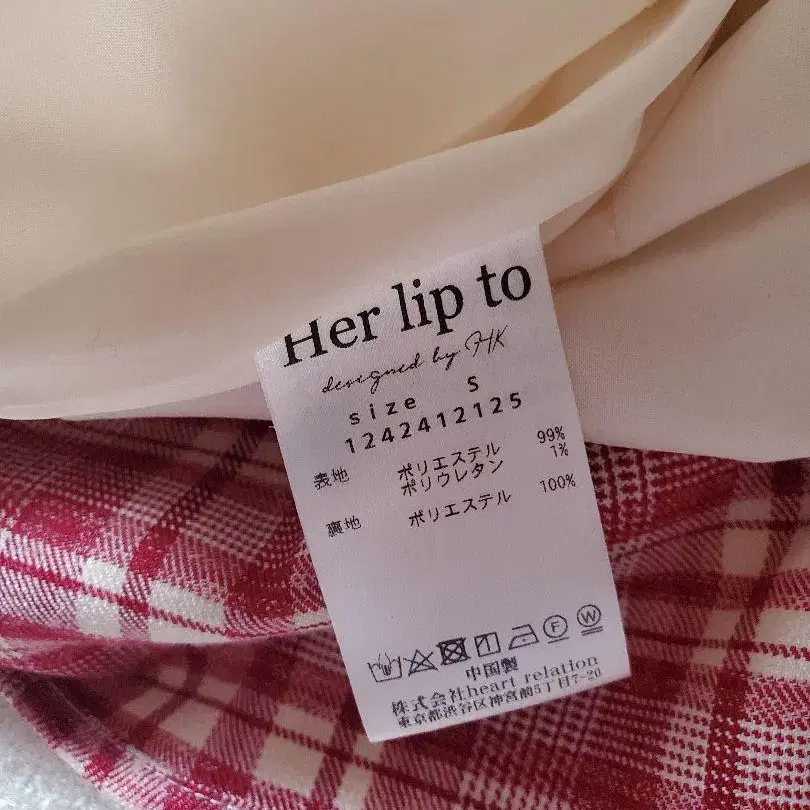 Her lip to
designed by HK
size S
1242412125
表地 ポリエステル 99%
ポリウレタン 1%
裏地 ポリエステル 100%
F W
中国製
株式会社heart relation
東京都渋谷区神宮前5丁目7-20